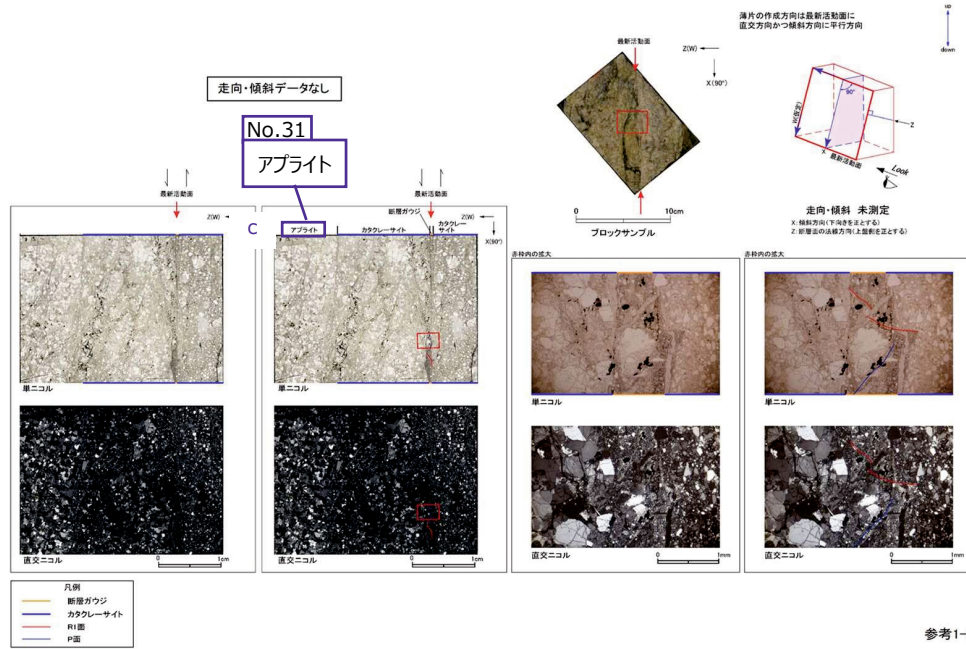 薄片の作成方向は最新活動面に
直交方向かつ傾斜方向に平行方向
UP
down
最新活動面
Z(W)
X(90°)
走向・傾斜データなし
No.31
アプライト
90°
Z
X
最新活動面
Look
0
10cm
ブロックサンプル
走向・傾斜 未測定
X: 傾斜方向(下向きを正とする)
Z: 断層面の法線方向(上盤側を正とする)
最新活動面
Z(W)
最新活動面
断層ガウジ
C
アプライト
カタクレーサイト
カタクレー
サイト
Z(W)
X(90°)
赤枠内の拡大
赤枠内の拡大
単ニコル
単ニコル
単ニコル
単ニコル
直交ニコル
0
1cm
直交ニコル
0
1cm
直交ニコル
0
1mm
直交ニコル
0
1mm
凡例
断層ガウジ
カタクレーサイト
R1面
P面
参考1-